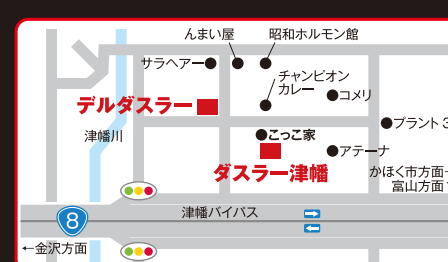 んまい屋
昭和ホルモン館
サラヘアー
チャンピオン
カレー
コメリ
デルダスラー
プラント3
津幡川
こっこ家
アテーナ
ダスラー津幡
かほく市方面→
富山方面
津幡バイパス
8
←金沢方面